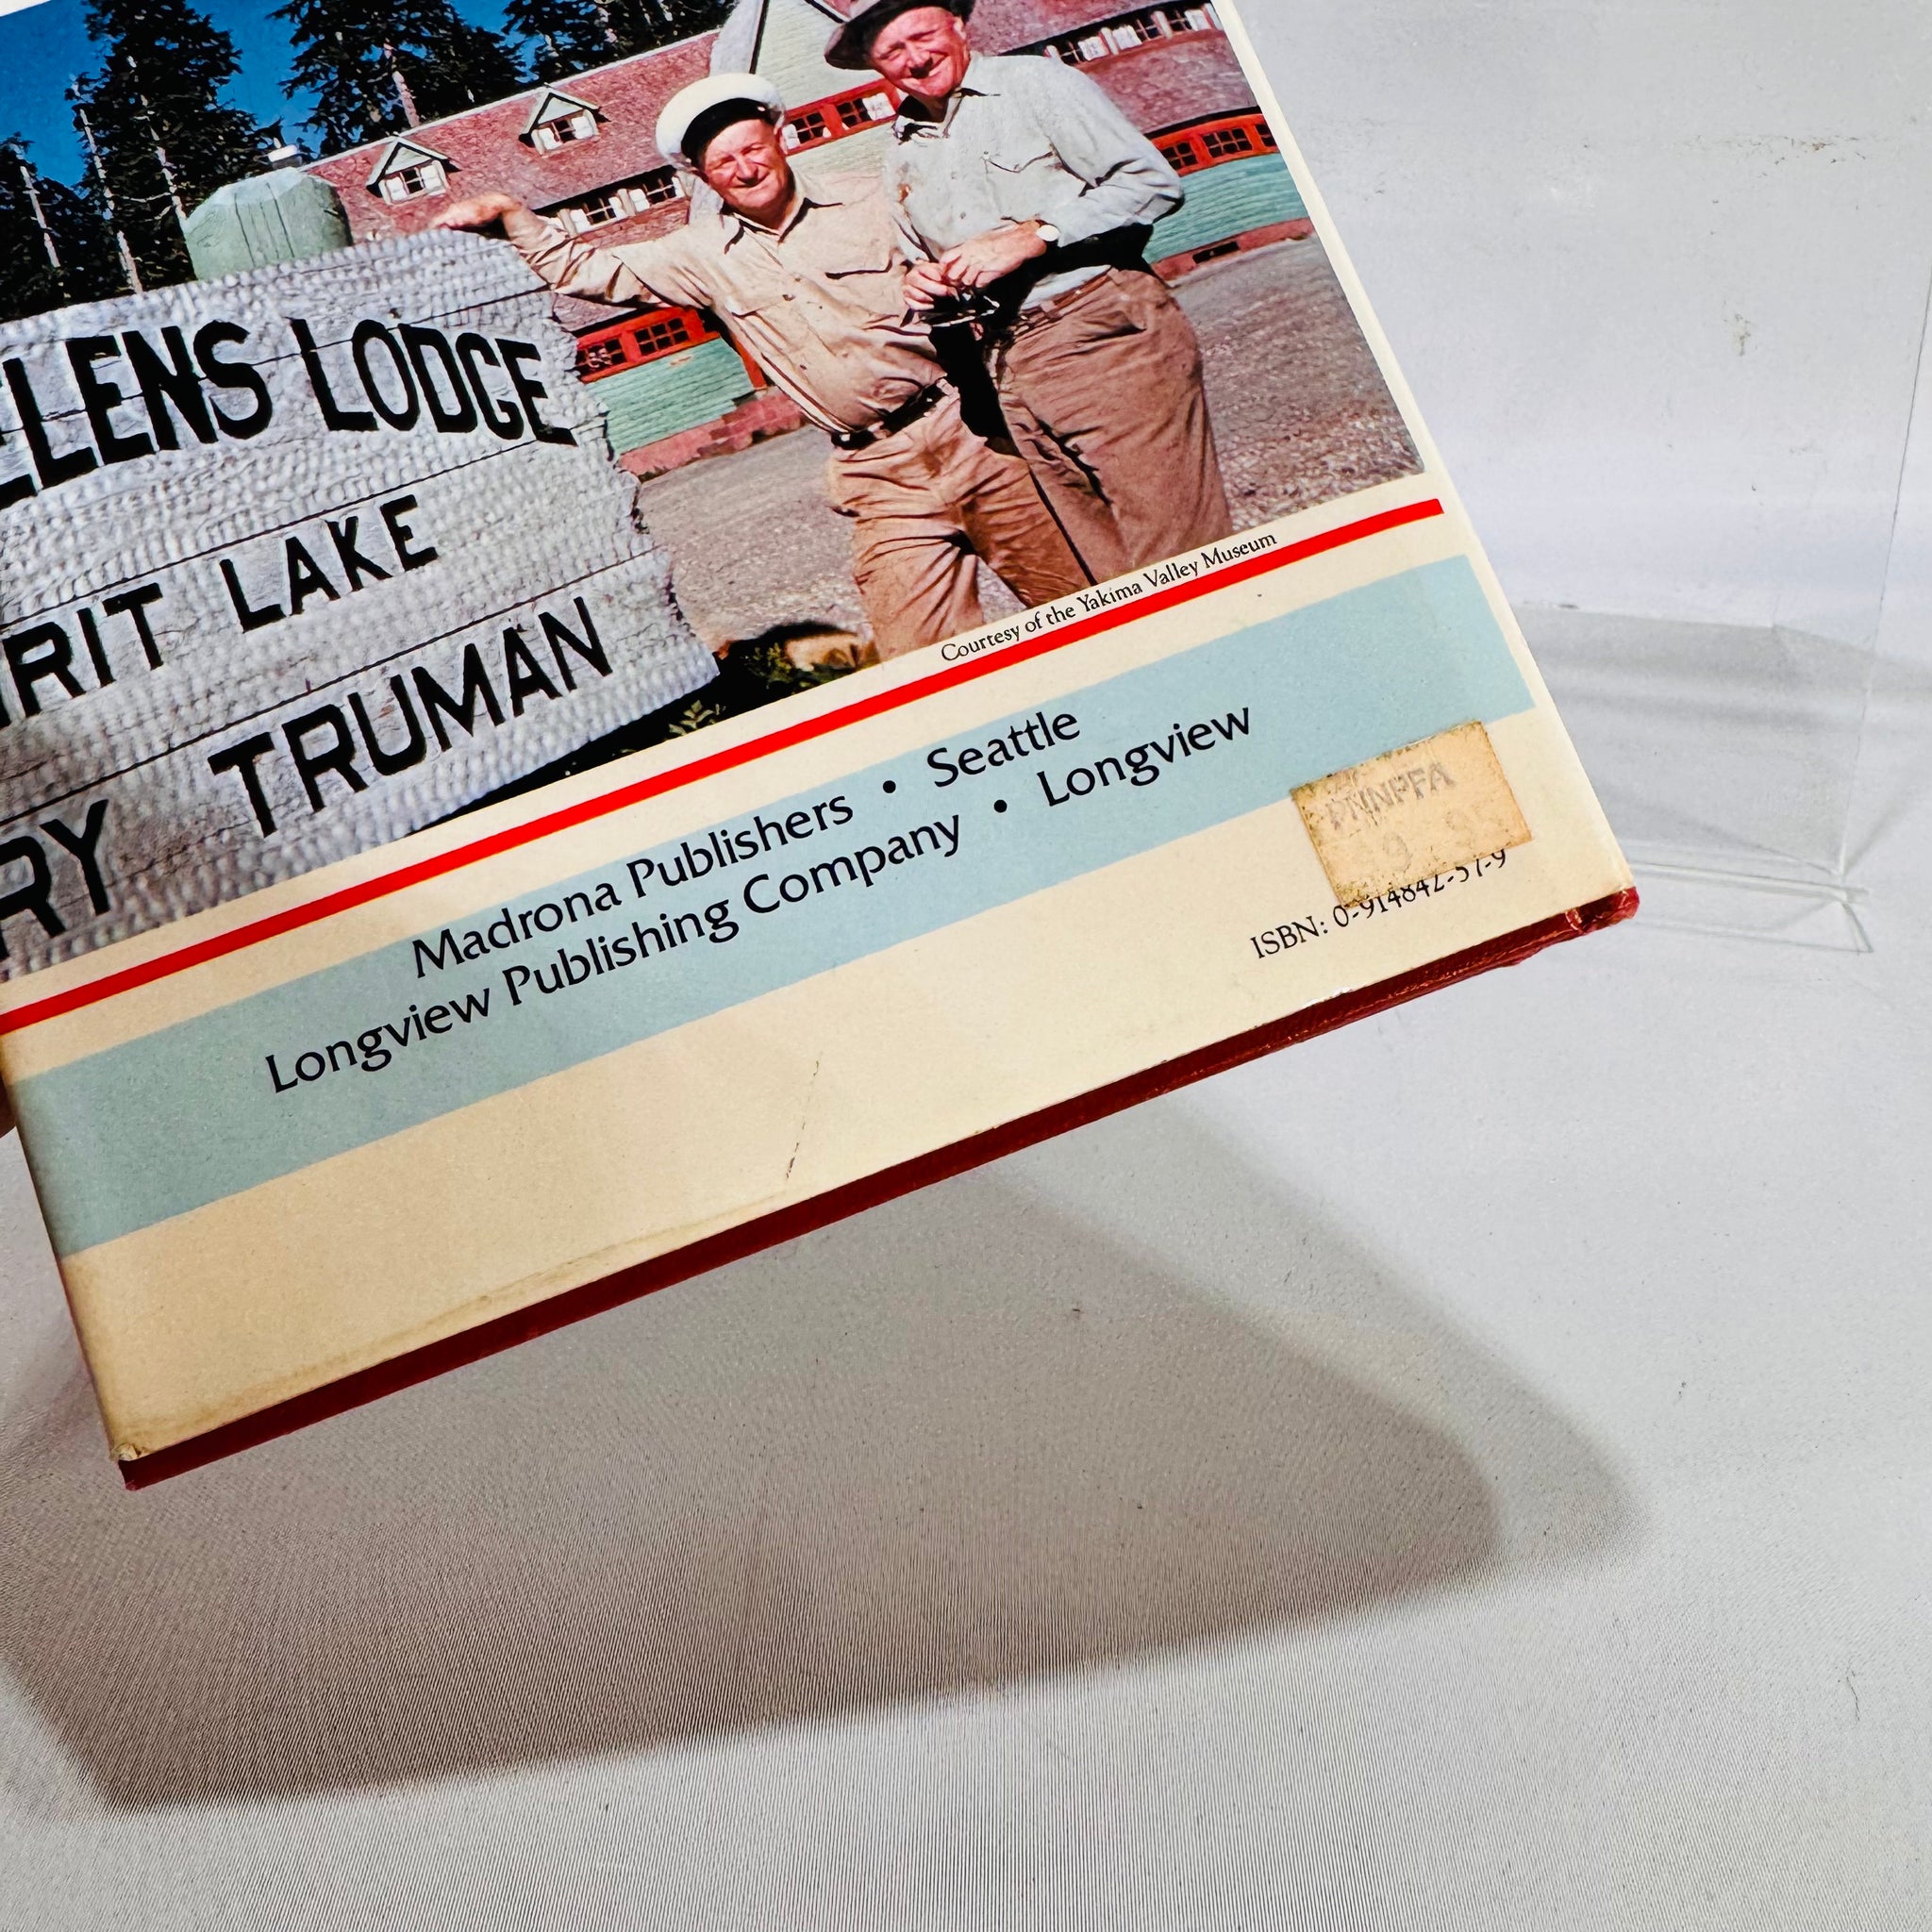 ELENS LODGE
RIT LAKE
RY TRUMAN
Courtesy of the Yakima Valley Museum
Madrona Publishers • Seattle
Longview Publishing Company • Longview
PNNPFA
ISBN: 0-914842-57-9